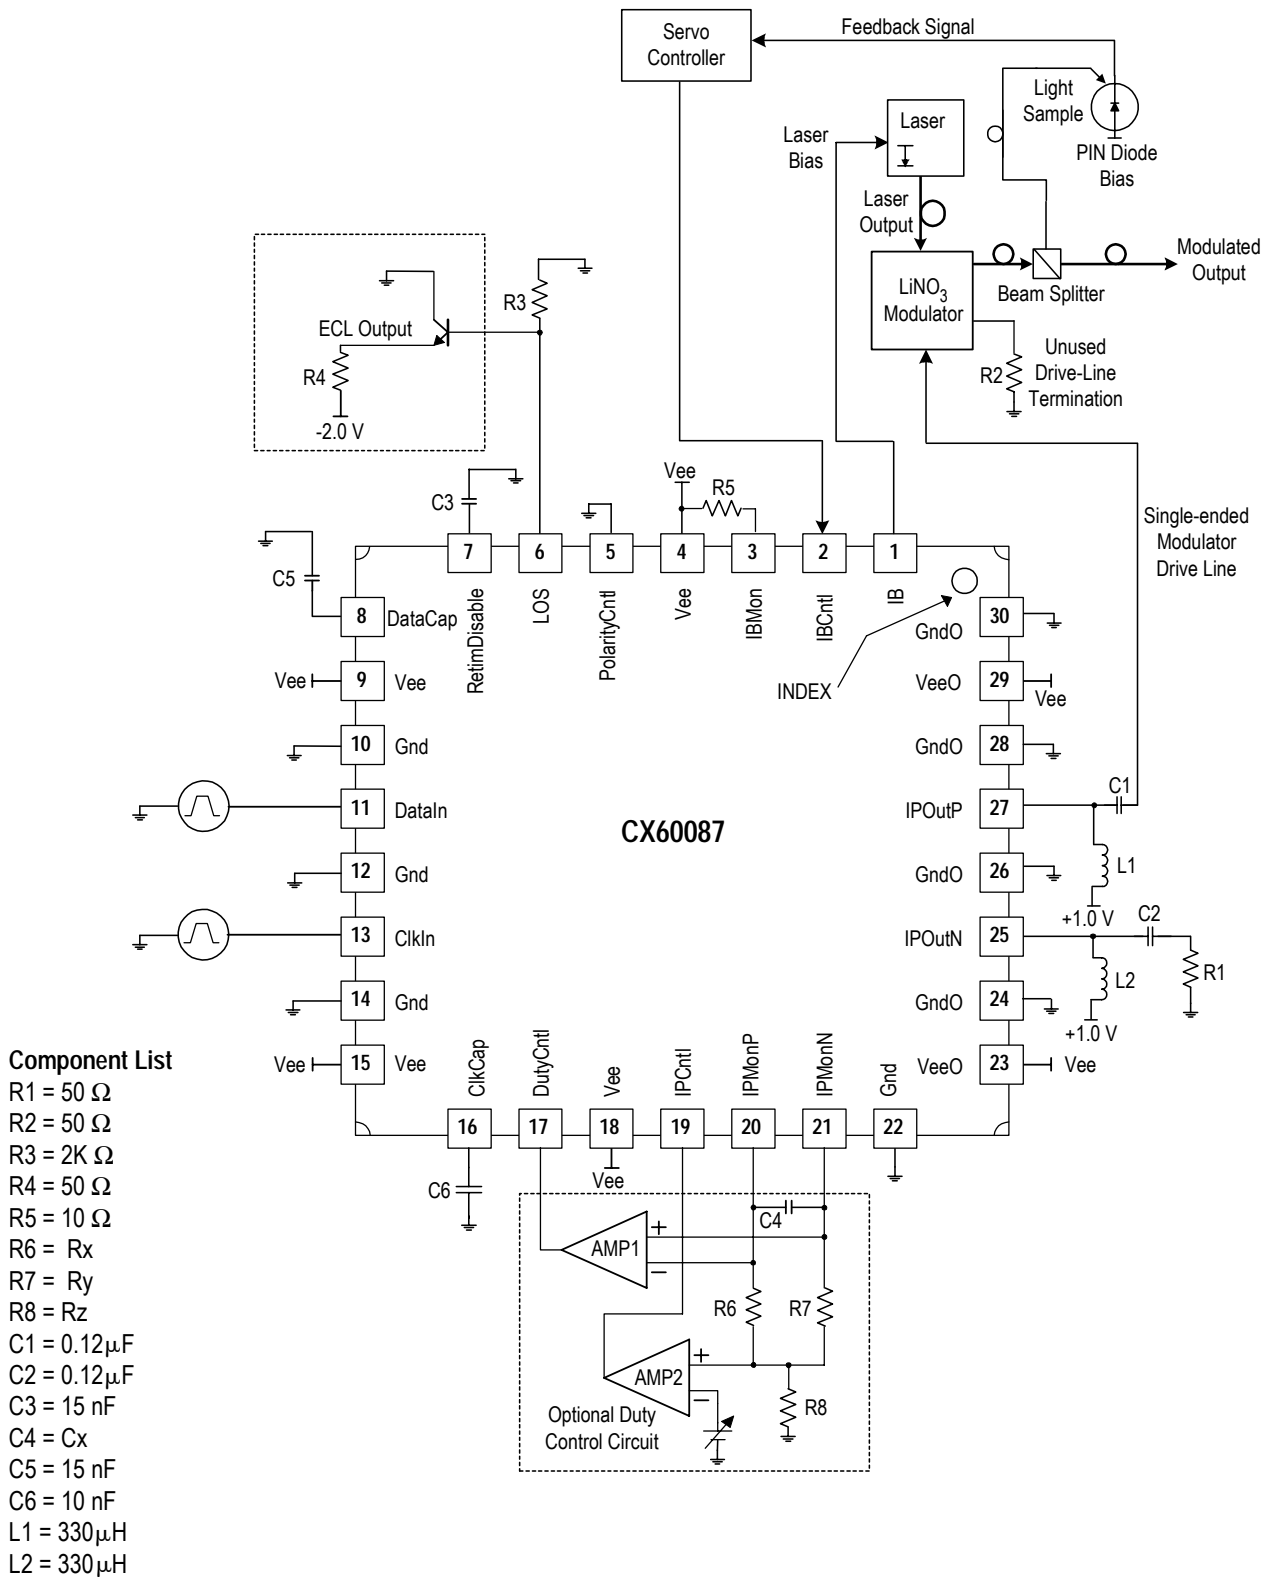 Servo
Controller
Feedback Signal
Light
Sample
PIN Diode
Bias
Laser
Laser
Bias
Laser
Output
LiNO3
Modulator
Beam Splitter
Modulated
Output
R2
Unused
Drive-Line
Termination
R3
ECL Output
R4
-2.0 V
Single-ended
Modulator
Drive Line
C3
Vee
R5
C5
7
6
5
4
3
2
1
RetimDisable
LOS
PolarityCntl
Vee
IBMon
IBCntl
IB
INDEX
8
DataCap
Vee
9
Vee
10
Gnd
11
DataIn
12
Gnd
13
ClkIn
14
Gnd
Vee
15
Vee
CX60087
30
GndO
VeeO
29
Vee
GndO
28
IPOutP
27
C1
L1
+1.0 V
GndO
26
IPOutN
25
C2
L2
R1
+1.0 V
GndO
24
VeeO
23
Vee
ClkCap
DutyCntl
Vee
IPCntl
IPMonP
IPMonN
Gnd
16
17
18
19
20
21
22
C6
Vee
C4
AMP1
+
–
R6
R7
AMP2
+
–
R8
Optional Duty
Control Circuit
Component List
R1 = 50 Ω
R2 = 50 Ω
R3 = 2K Ω
R4 = 50 Ω
R5 = 10 Ω
R6 = Rx
R7 = Ry
R8 = Rz
C1 = 0.12µF
C2 = 0.12µF
C3 = 15 nF
C4 = Cx
C5 = 15 nF
C6 = 10 nF
L1 = 330µH
L2 = 330µH